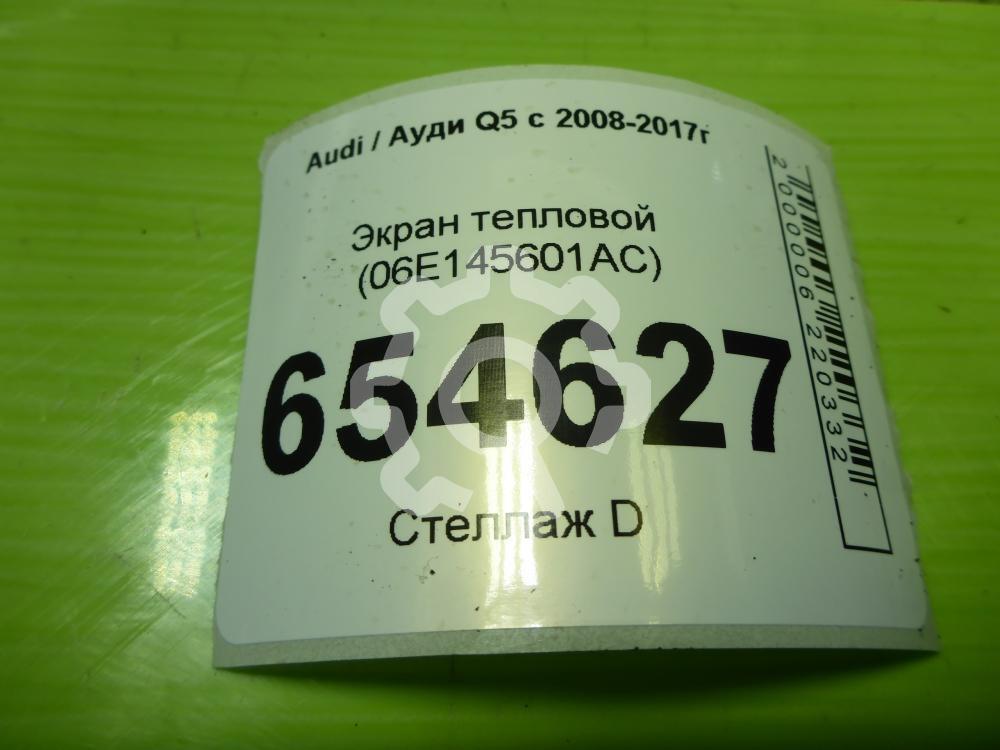 Audi / Ауди Q5 с 2008-2017г
Экран тепловой
(06E145601AC)
654627
Стеллаж D
2000006220332